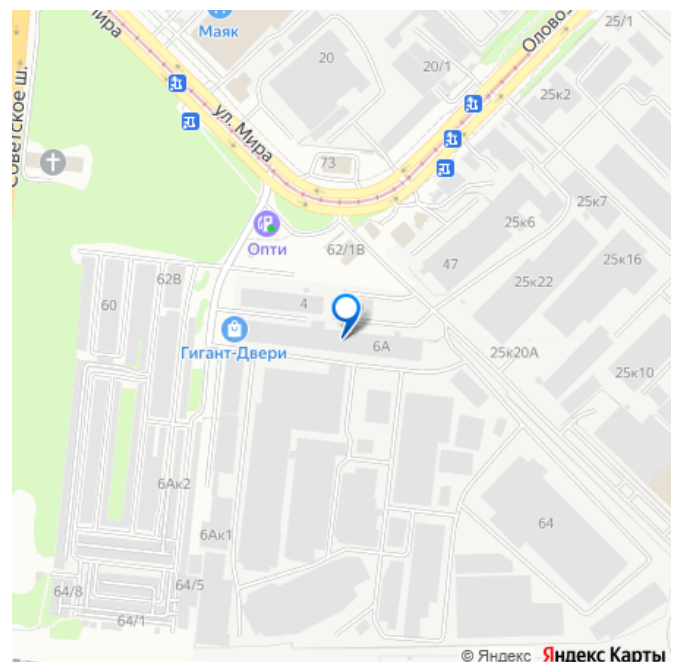 25/1
Маяк
Мира
20
20/1
Олово
25к2
ул. Мира
Советское ш.
73
25к7
25к6
Опти
62/1В
47
25к16
62В
25к22
60
4
Гигант-Двери
6А
25к20А
25к10
6Ак2
64
6Ак1
64/8
64/5
64/1
© Яндекс Яндекс Карты